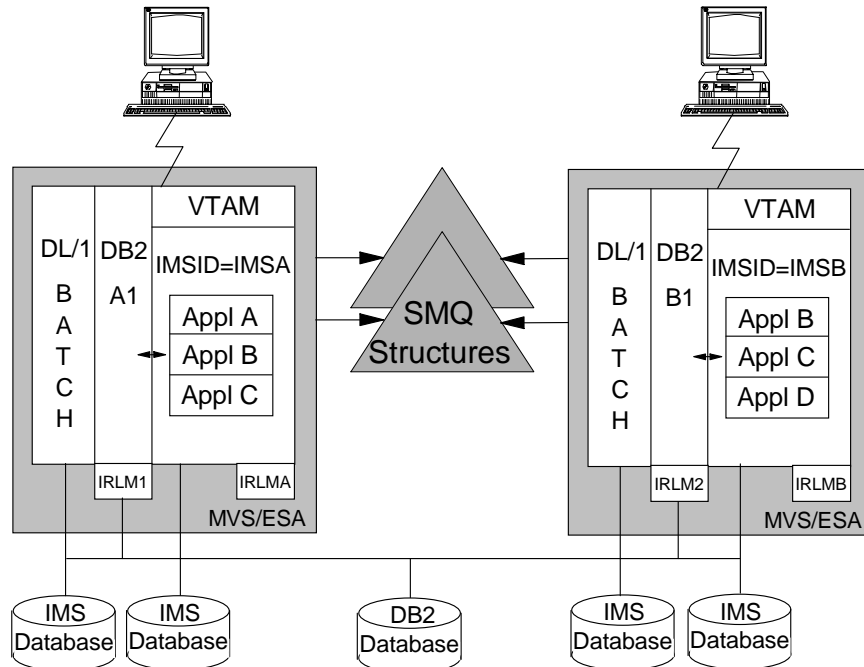 VTAM
DL/1
BATCH
DB2
A1
IMSID=IMSA
Appl A
Appl B
Appl C
IRLM1
IRLMA
MVS/ESA
SMQ
Structures
VTAM
DL/1
BATCH
DB2
B1
IMSID=IMSB
Appl B
Appl C
Appl D
IRLM2
IRLMB
MVS/ESA
IMS
Database
IMS
Database
DB2
Database
IMS
Database
IMS
Database